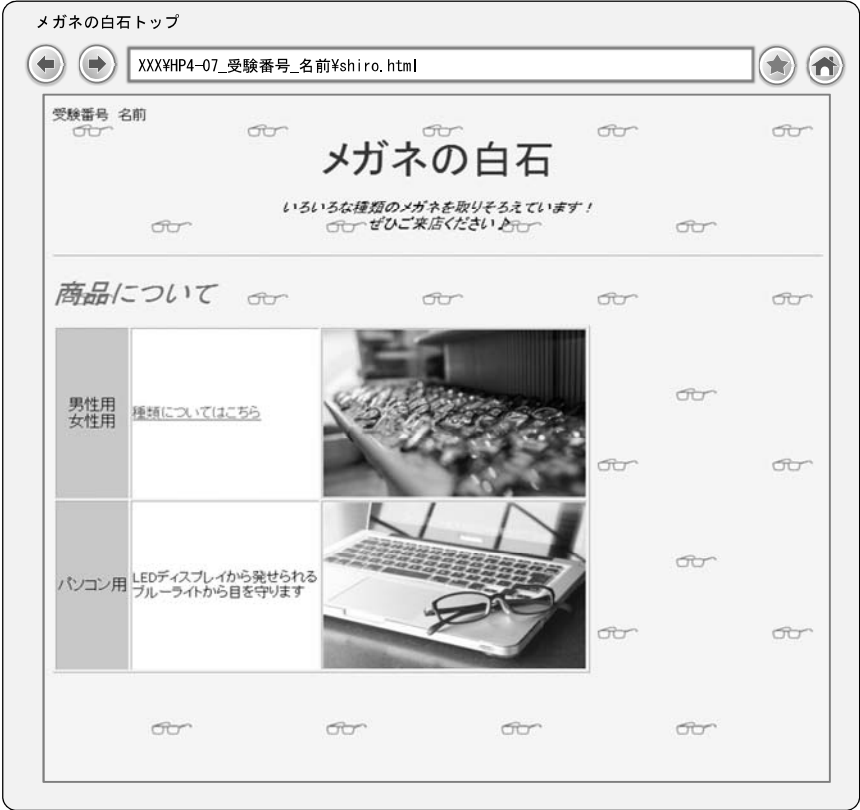 メガネの白石トップ
XXX¥HP4-07_受験番号_名前¥shiro.html
受験番号 名前
メガネの白石
いろいろな種類のメガネを取りそろえています！
ぜひご来店ください♪
商品について
男性用
女性用
種類についてはこちら
パソコン用
LEDディスプレイから発せられる
ブルーライトから目を守ります